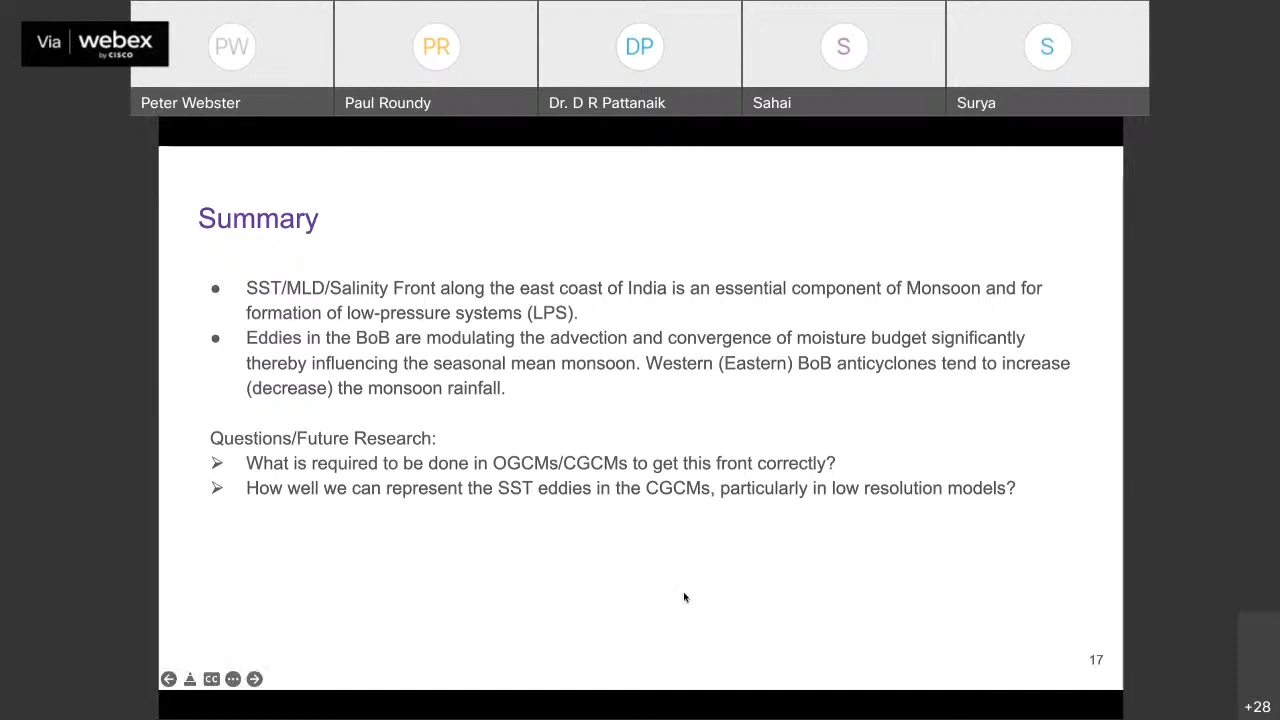 Via webex
by CISCO
PW
PR
DP
S
S
Peter Webster
Paul Roundy
Dr. D R Pattanaik
Sahai
Surya
Summary
● SST/MLD/Salinity Front along the east coast of India is an essential component of Monsoon and for
formation of low-pressure systems (LPS).
● Eddies in the BoB are modulating the advection and convergence of moisture budget significantly
thereby influencing the seasonal mean monsoon. Western (Eastern) BoB anticyclones tend to increase
(decrease) the monsoon rainfall.
Questions/Future Research:
➢ What is required to be done in OGCMs/CGCMs to get this front correctly?
➢ How well we can represent the SST eddies in the CGCMs, particularly in low resolution models?
17
CC
+28